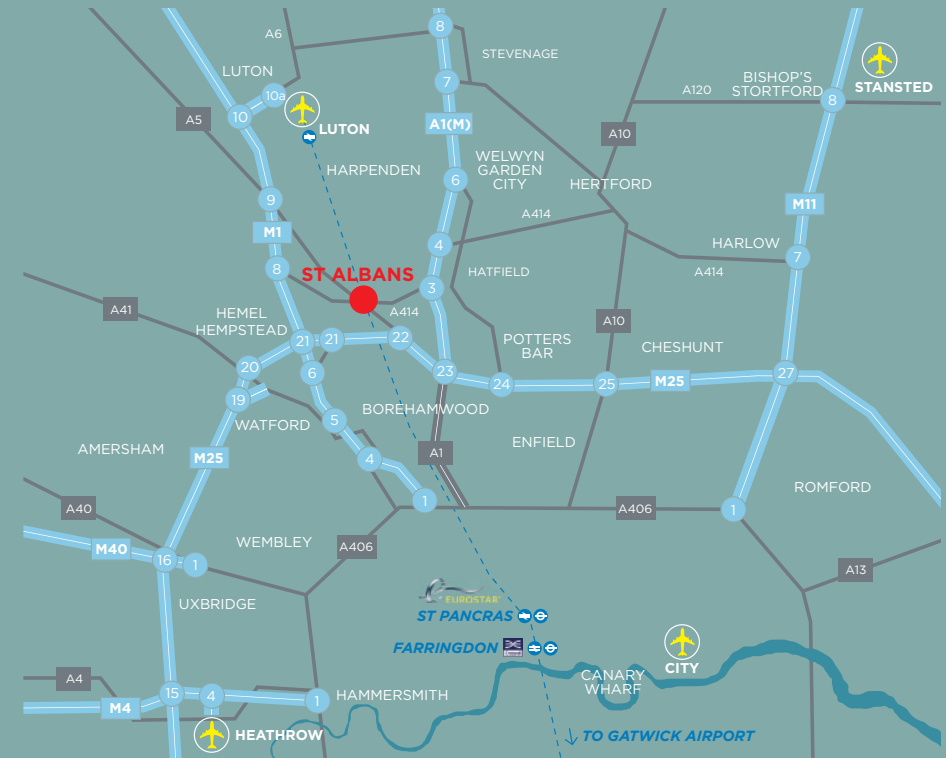 8
A6
STEVENAGE
LUTON
7
BISHOP'S
STORTFORD
STANSTED
10a
A120
8
10
A5
LUTON
A1(M)
A10
HARPENDEN
WELWYN
GARDEN
CITY
6
HERTFORD
9
M11
A414
M1
4
HARLOW
7
8
ST ALBANS
HATFIELD
A414
3
A41
A414
HEMEL
HEMPSTEAD
A10
21
21
22
POTTERS
BAR
CHESHUNT
20
6
23
24
25
M25
27
19
BOREHAMWOOD
WATFORD
5
ENFIELD
AMERSHAM
M25
4
A1
ROMFORD
1
A40
A406
1
M40
WEMBLEY
A406
16
1
A13
UXBRIDGE
EUROSTAR
ST PANCRAS
FARRINGDON
CITY
A4
CANARY
WHARF
15
4
1
HAMMERSMITH
M4
HEATHROW
TO GATWICK AIRPORT